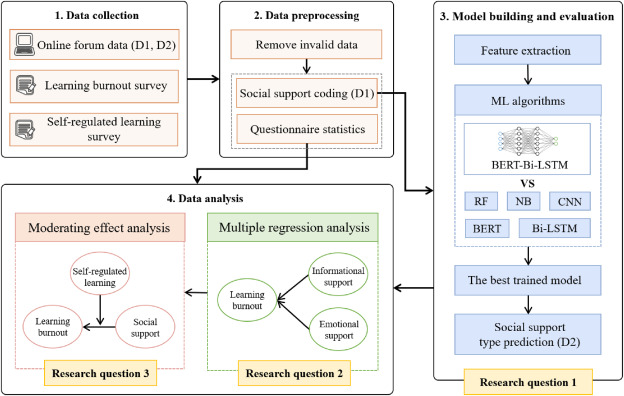 1. Data collection
Online forum data (D1, D2)
Learning burnout survey
Self-regulated learning
survey
2. Data preprocessing
Remove invalid data
Social support coding (D1)
Questionnaire statistics
3. Model building and evaluation
Feature extraction
ML algorithms
BERT-Bi-LSTM
VS
RF
NB
CNN
BERT
Bi-LSTM
The best trained model
Social support
type prediction (D2)
Research question 1
4. Data analysis
Moderating effect analysis
Self-regulated
learning
Learning
burnout
Social
support
Research question 3
Multiple regression analysis
Informational
support
Learning
burnout
Emotional
support
Research question 2